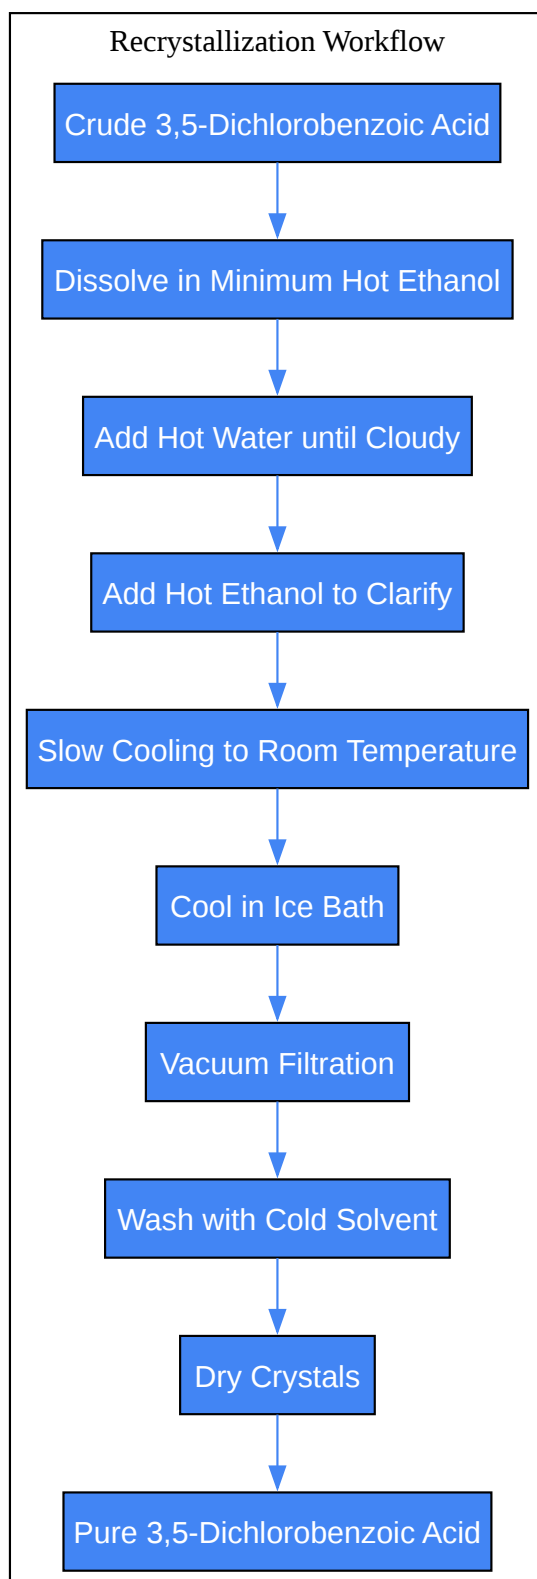 Recrystallization Workflow
Crude 3,5-Dichlorobenzoic Acid
Dissolve in Minimum Hot Ethanol
Add Hot Water until Cloudy
Add Hot Ethanol to Clarify
Slow Cooling to Room Temperature
Cool in Ice Bath
Vacuum Filtration
Wash with Cold Solvent
Dry Crystals
Pure 3,5-Dichlorobenzoic Acid